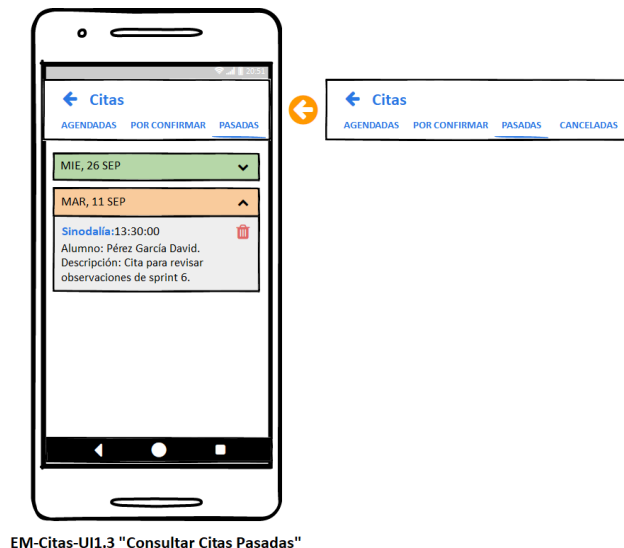 20:51
Citas
AGENDADAS POR CONFIRMAR PASADAS
MIE, 26 SEP
MAR, 11 SEP
Sinodalía:13:30:00
Alumno: Pérez García David.
Descripción: Cita para revisar
observaciones de sprint 6.
Citas
AGENDADAS POR CONFIRMAR PASADAS CANCELADAS
EM-Citas-UI1.3 "Consultar Citas Pasadas"